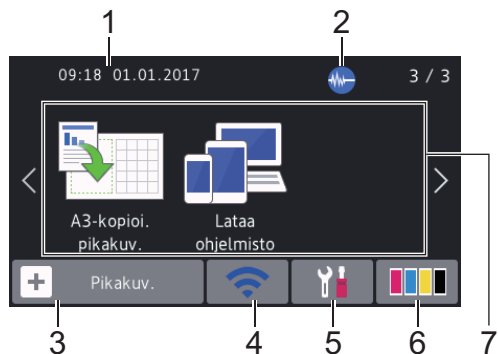 1
2
09:18 01.01.2017
3 / 3
A3-kopioi.
pikakuv.
Lataa
ohjelmisto
Pikakuv.
3
4
5
6
7